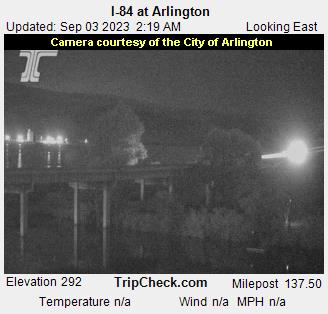 I-84 at Arlington
Updated: Sep 03 2023 2:19 AM Looking East
Camera courtesy of the City of Arlington
Elevation 292 TripCheck.com Milepost 137.50
Temperature n/a Wind n/a MPH n/a